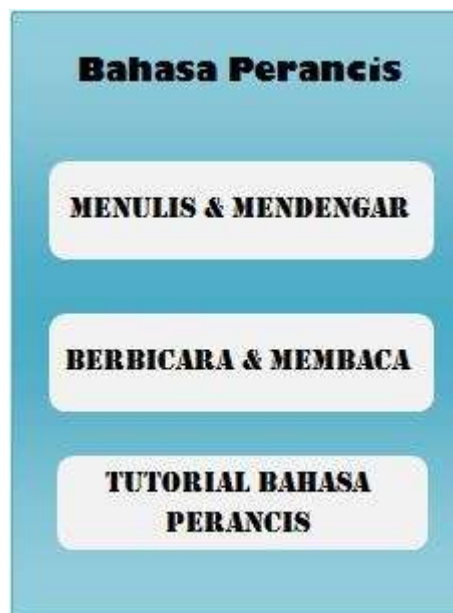 Bahasa Perancis
MENULIS & MENDENGAR
BERBICARA & MEMBACA
TUTORIAL BAHASA
PERANCIS